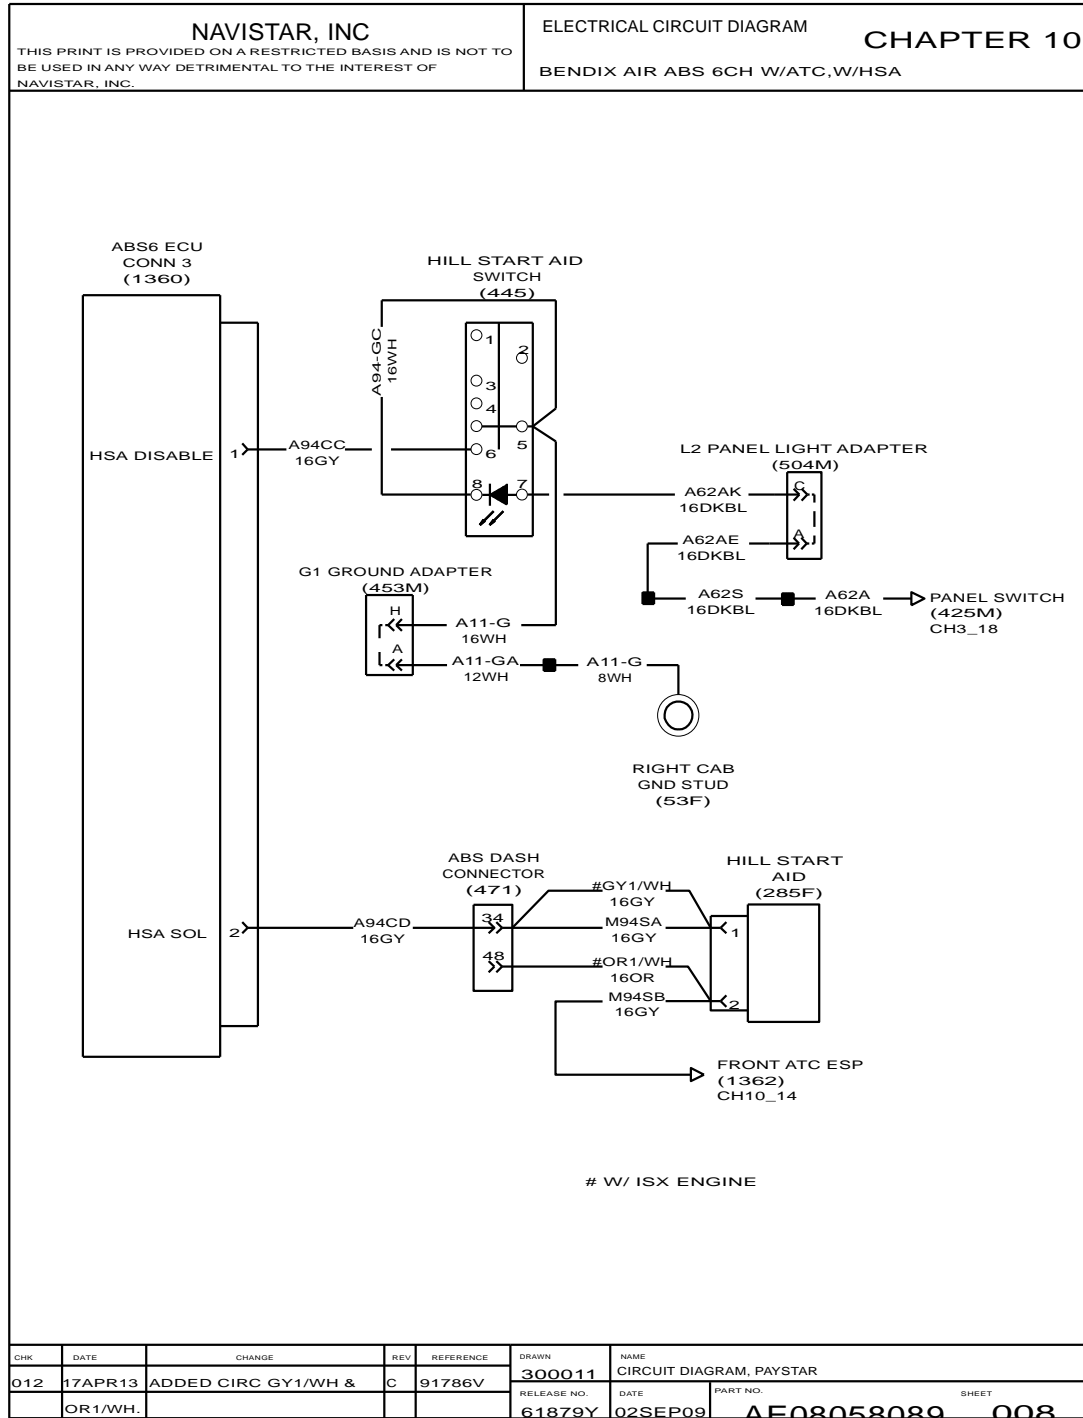 NAVISTAR, INC
THIS PRINT IS PROVIDED ON A RESTRICTED BASIS AND IS NOT TO
BE USED IN ANY WAY DETRIMENTAL TO THE INTEREST OF
NAVISTAR, INC.
ELECTRICAL CIRCUIT DIAGRAM
CHAPTER 10
BENDIX AIR ABS 6CH W/ATC,W/HSA
ABS6 ECU
CONN 3
(1360)
HILL START AID
SWITCH
(445)
A94-GC
16WH
1
2
3
4
5
6
8
7
HSA DISABLE
1
A94CC
16GY
L2 PANEL LIGHT ADAPTER
(504M)
C
A62AK
16DKBL
A
A62AE
16DKBL
A62S
16DKBL
A62A
16DKBL
PANEL SWITCH
(425M)
CH3_18
G1 GROUND ADAPTER
(453M)
H
A11-G
16WH
A
A11-GA
12WH
A11-G
8WH
RIGHT CAB
GND STUD
(53F)
ABS DASH
CONNECTOR
(471)
HILL START
AID
(285F)
HSA SOL
2
A94CD
16GY
34
48
#GY1/WH
16GY
M94SA
16GY
1
#OR1/WH
16OR
M94SB
16GY
2
FRONT ATC ESP
(1362)
CH10_14
# W/ ISX ENGINE
CHK DATE CHANGE REV REFERENCE
012 17APR13 ADDED CIRC GY1/WH & C 91786V
OR1/WH.
DRAWN
300011
NAME
CIRCUIT DIAGRAM, PAYSTAR
RELEASE NO.
61879Y
DATE
02SEP09
PART NO.
AE08058089
SHEET
008